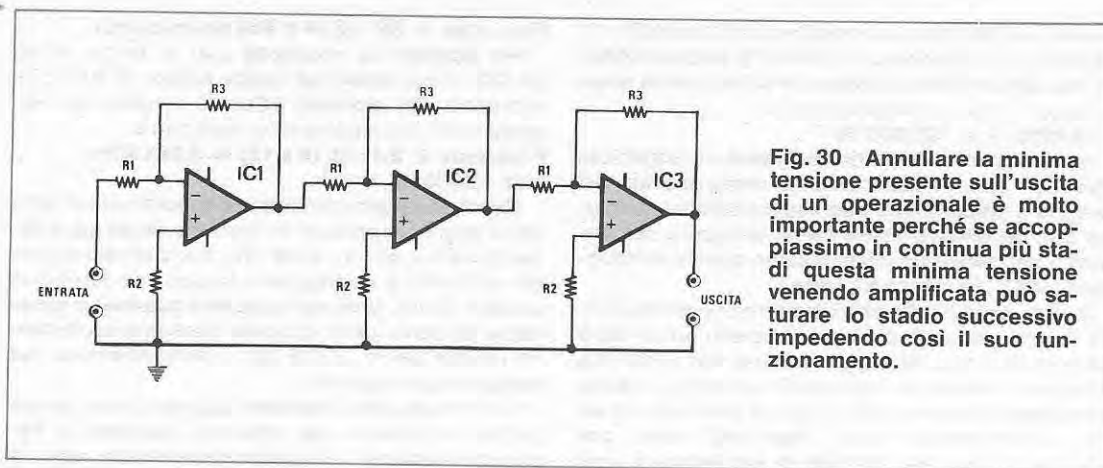 R3
R3
R3
R1
IC1
R1
IC2
R1
IC3
−
+
−
+
−
+
R2
R2
R2
ENTRATA
USCITA
Fig. 30 Annullare la minima
tensione presente sull'uscita
di un operazionale è molto
importante perché se accop-
piassimo in continua più sta-
di questa minima tensione
venendo amplificata può sa-
turare lo stadio successivo
impedendo così il suo fun-
zionamento.